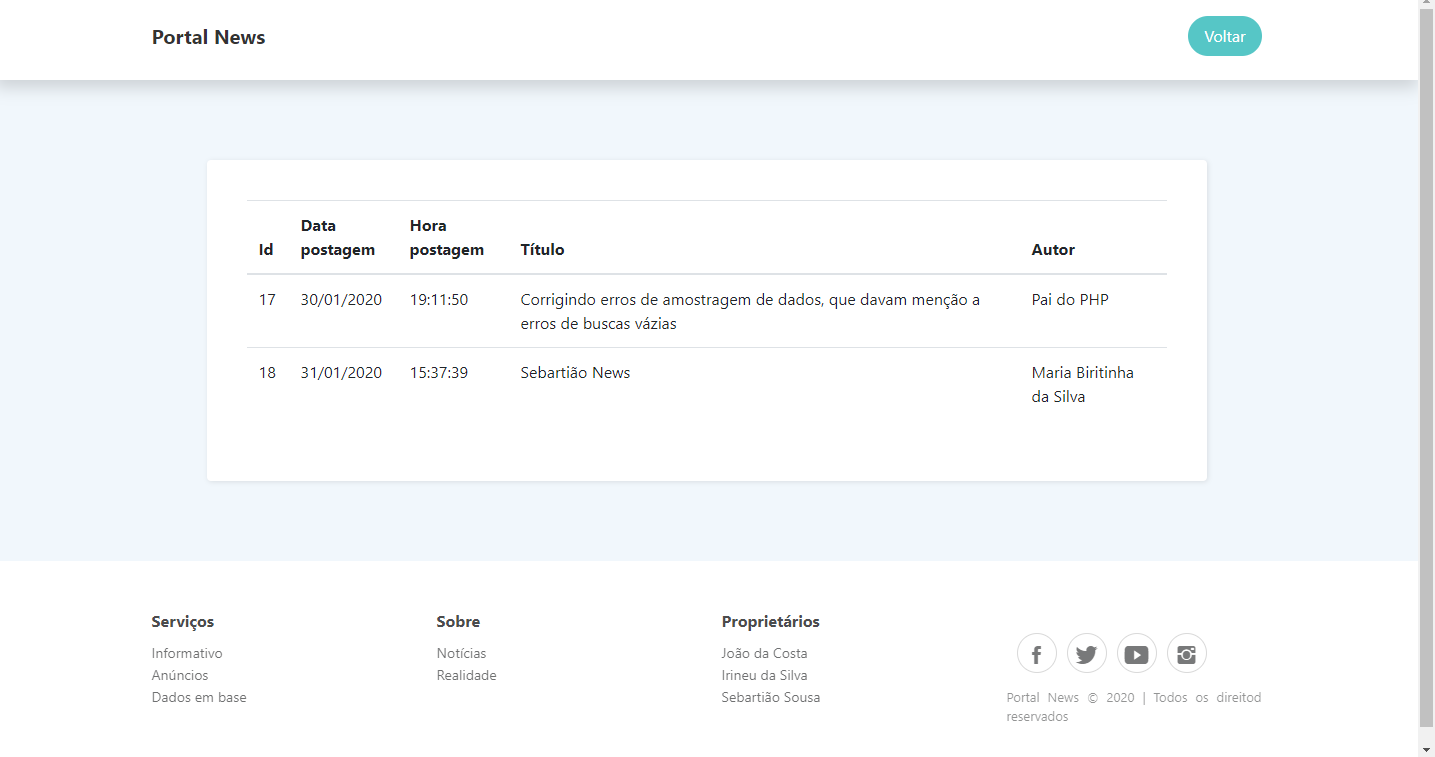 Portal News
Voltar
Id
Data postagem
Hora postagem
Título
Autor
17
30/01/2020
19:11:50
Corrigindo erros de amostragem de dados, que davam menção a
erros de buscas vázias
Pai do PHP
18
31/01/2020
15:37:39
Sebartião News
Maria Biritinha
da Silva
Serviços
Informativo
Anúncios
Dados em base
Sobre
Notícias
Realidade
Proprietários
João da Costa
Irineu da Silva
Sebartião Sousa
Portal News © 2020 | Todos os direitod
reservados